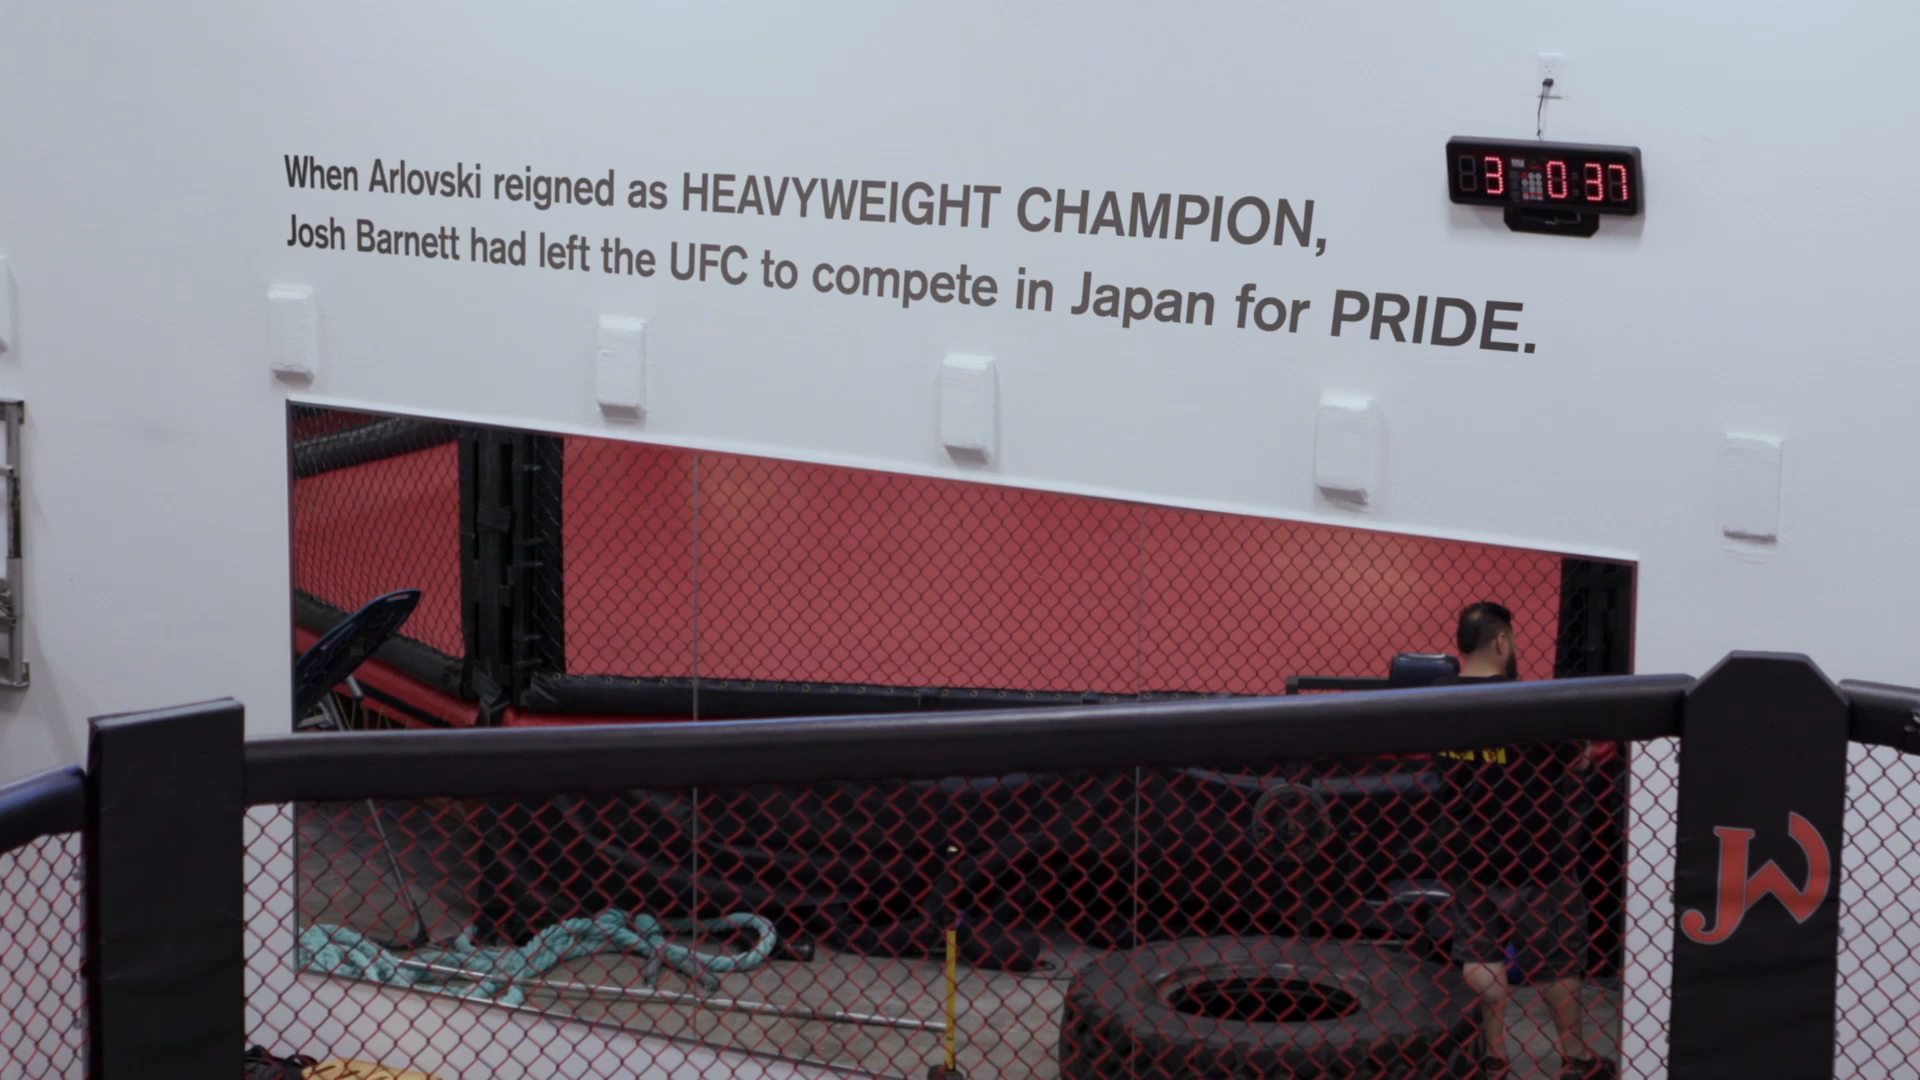 When Arlovski reigned as HEAVYWEIGHT CHAMPION,
Josh Barnett had left the UFC to compete in Japan for PRIDE.
3 0:37
JW